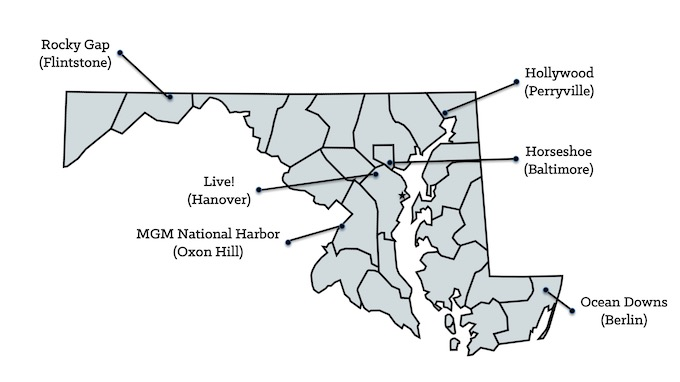 Rocky Gap
(Flintstone)
Hollywood
(Perryville)
Horseshoe
(Baltimore)
Live!
(Hanover)
MGM National Harbor
(Oxon Hill)
Ocean Downs
(Berlin)